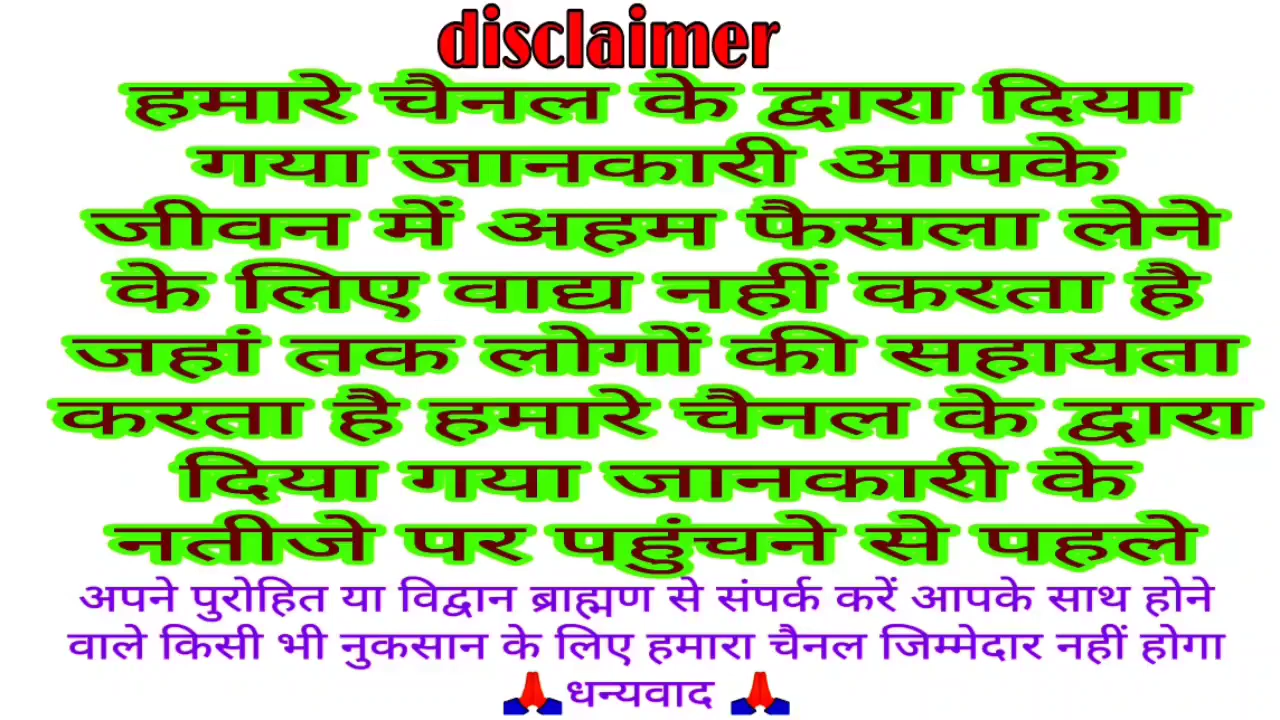 disclaimer
हमारे चैनल के द्वारा दिया
गया जानकारी आपके
जीवन में अहम फैसला लेने
के लिए वाद्य नहीं करता है
जहां तक लोगों की सहायता
करता है हमारे चैनल के द्वारा
दिया गया जानकारी के
नतीजे पर पहुंचने से पहले
अपने पुरोहित या विद्वान ब्राह्मण से संपर्क करें आपके साथ होने
वाले किसी भी नुकसान के लिए हमारा चैनल जिम्मेदार नहीं होगा
🙏धन्यवाद 🙏